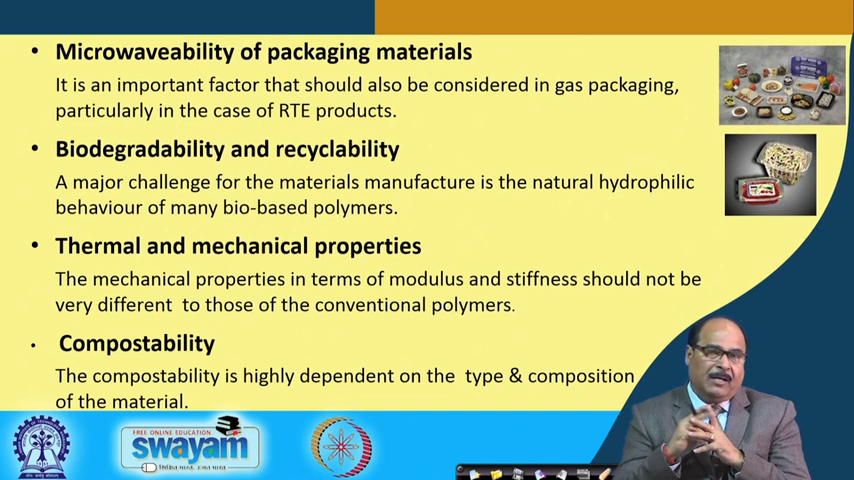 • Microwaveability of packaging materials
It is an important factor that should also be considered in gas packaging,
particularly in the case of RTE products.
• Biodegradability and recyclability
A major challenge for the materials manufacture is the natural hydrophilic
behaviour of many bio-based polymers.
• Thermal and mechanical properties
The mechanical properties in terms of modulus and stiffness should not be
very different to those of the conventional polymers.
• Compostability
The compostability is highly dependent on the type & composition
of the material.
FREE ONLINE EDUCATION
swayam